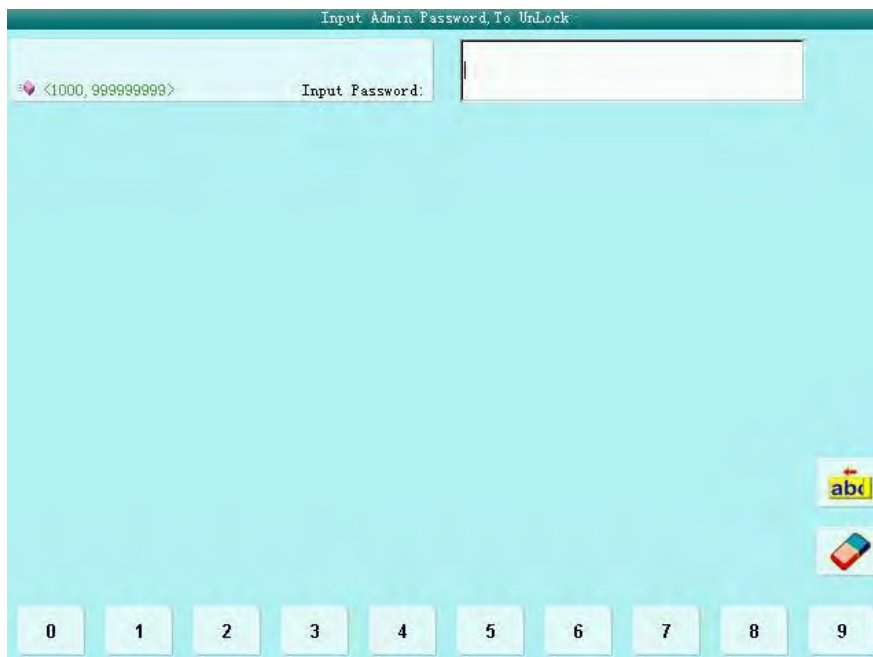 Input Admin Password,To UnLock
<1000, 999999999>
Input Password:
abc
0 1 2 3 4 5 6 7 8 9